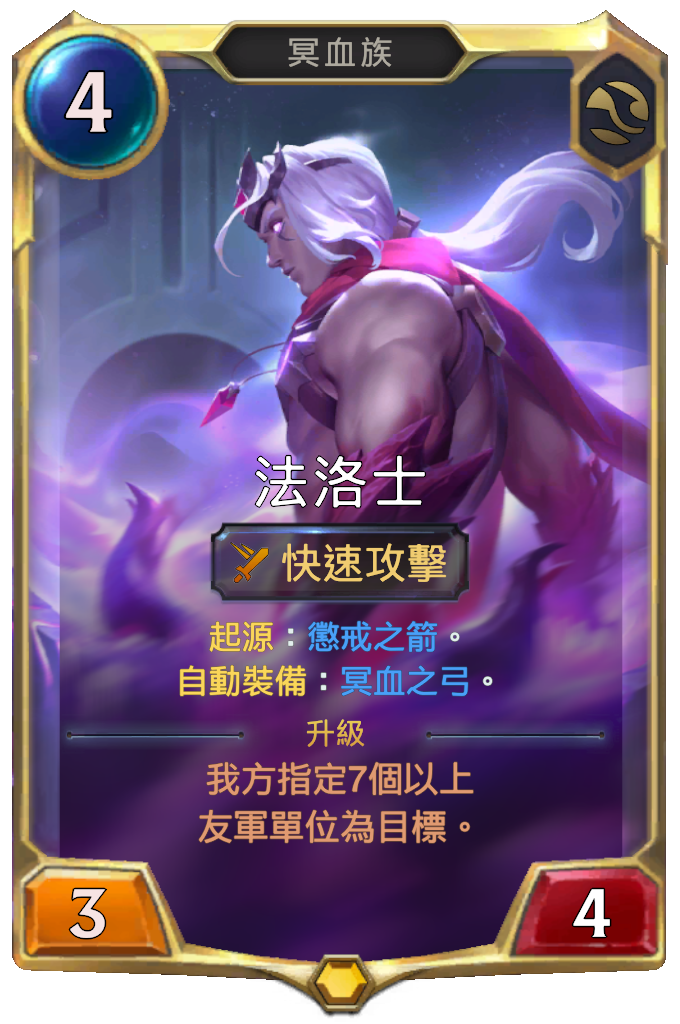 冥血族
4
法洛士
快速攻擊
起源：懲戒之箭。
自動裝備：冥血之弓。
升級
我方指定7個以上
友軍單位為目標。
3
4